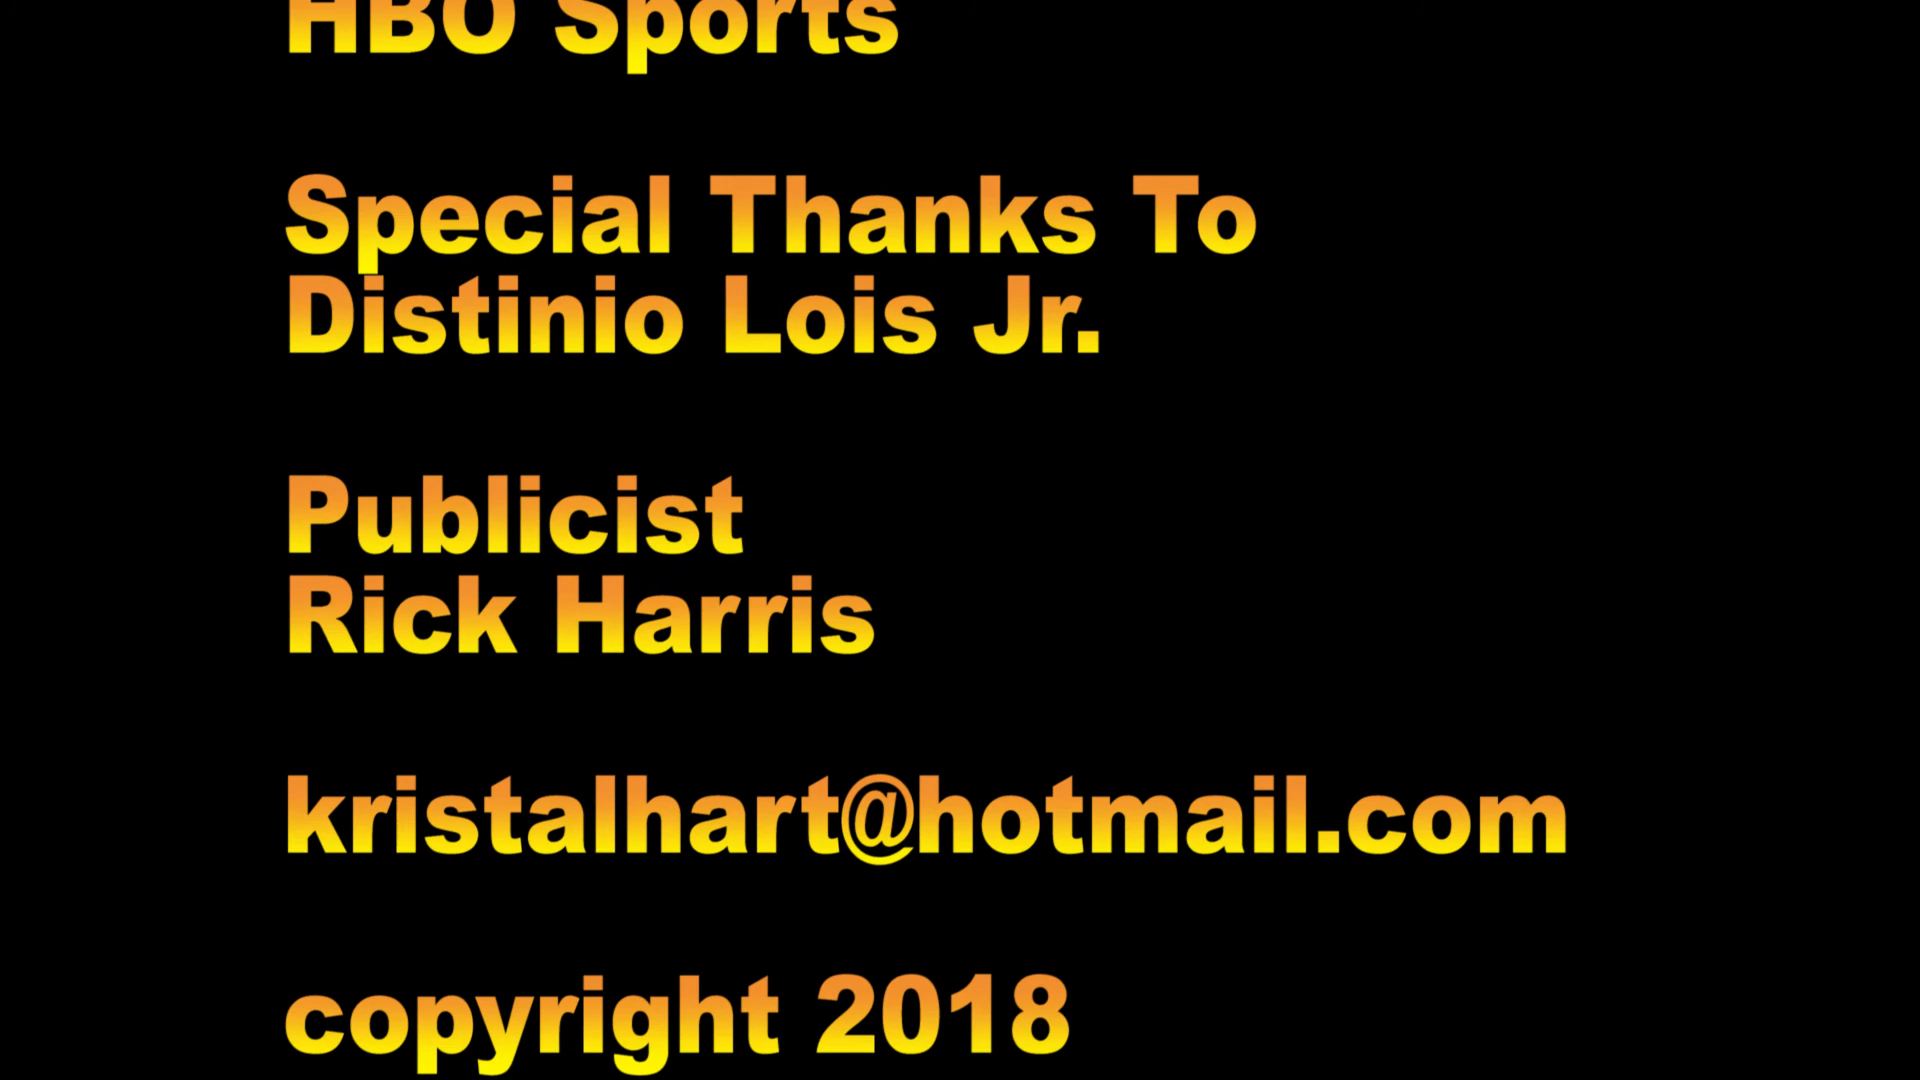 HBO Sports
Special Thanks To
Distinio Lois Jr.
Publicist
Rick Harris
kristalhart@hotmail.com
copyright 2018